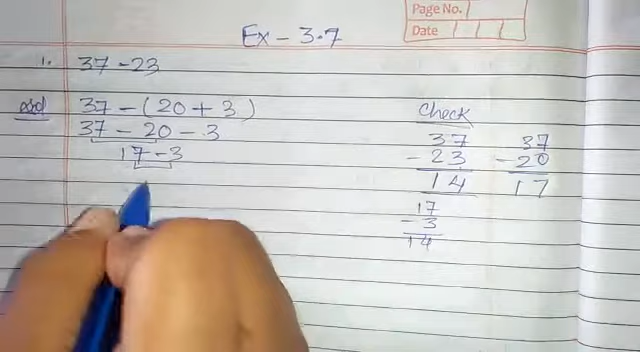 Page No.
Date
Ex - 3.7
1. 37 - 23
37 - (20 + 3)
37 - 20 - 3
17 - 3
Check
37
- 23
14
17
- 3
14
37
- 20
17